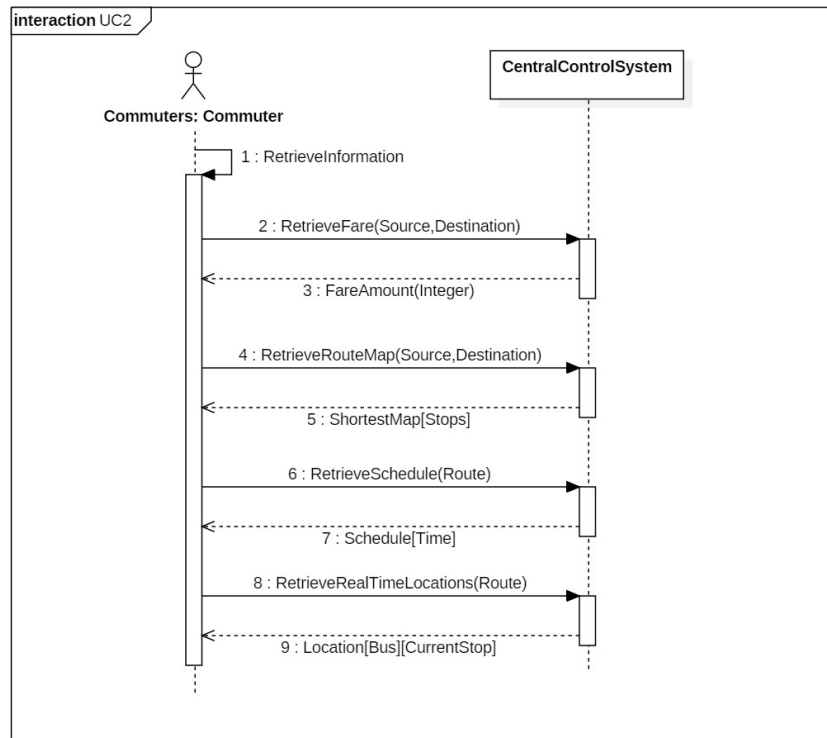 interaction UC2
CentralControlSystem
Commuters: Commuter
1 : RetrieveInformation
2 : RetrieveFare(Source,Destination)
3 : FareAmount(Integer)
4 : RetrieveRouteMap(Source,Destination)
5 : ShortestMap[Stops]
6 : RetrieveSchedule(Route)
7 : Schedule[Time]
8 : RetrieveRealTimeLocations(Route)
9 : Location[Bus][CurrentStop]